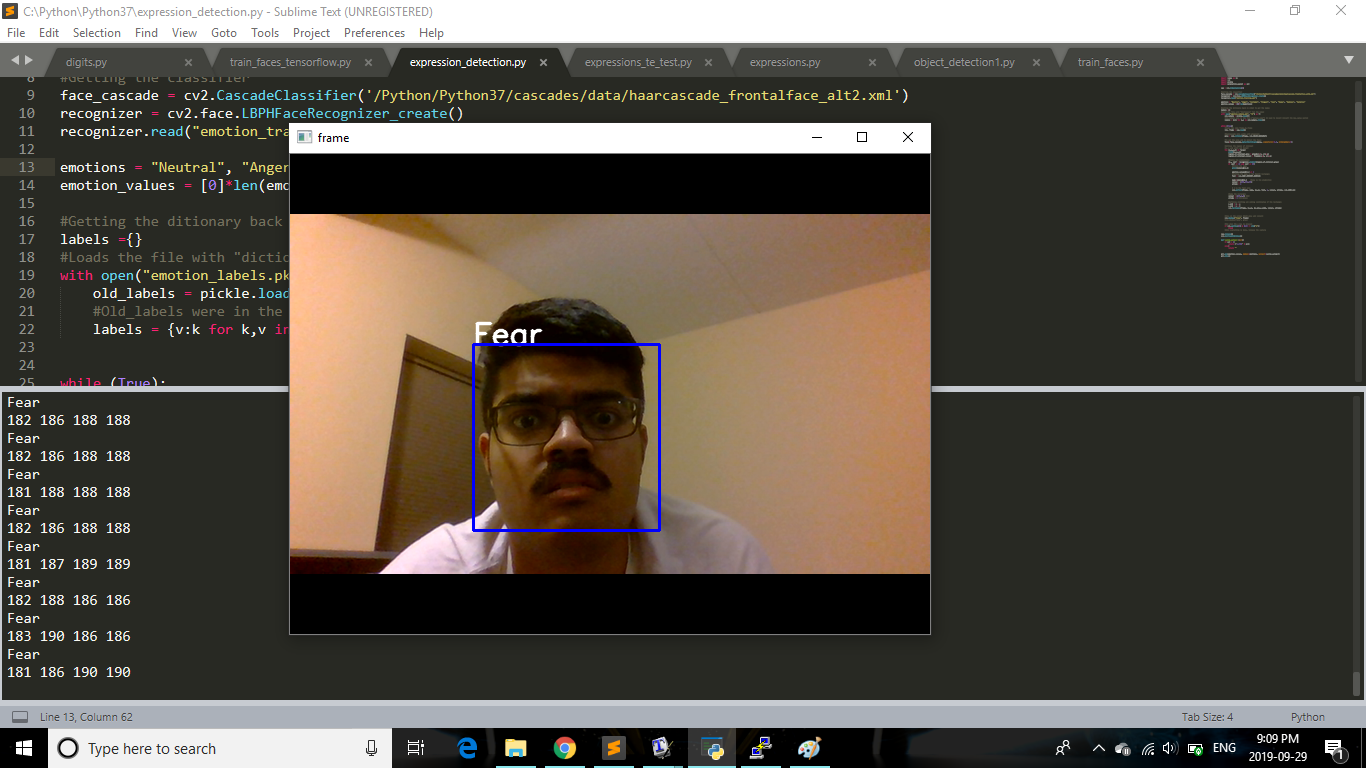 C:\Python\Python37\expression_detection.py - Sublime Text (UNREGISTERED)
File Edit Selection Find View Goto Tools Project Preferences Help
digits.py train_faces_tensorflow.py expression_detection.py expressions_te_test.py expressions.py object_detection1.py train_faces.py
8 #Getting the classifier
9 face_cascade = cv2.CascadeClassifier('/Python/Python37/cascades/data/haarcascade_frontalface_alt2.xml')
10 recognizer = cv2.face.LBPHFaceRecognizer_create()
11 recognizer.read("emotion_tra
frame
12
13 emotions = "Neutral", "Anger
14 emotion_values = [0]*len(emo
15
16 #Getting the ditionary back
17 labels ={}
18 #Loads the file with "dictio
19 with open("emotion_labels.pk
20 old_labels = pickle.load
21 #Old_labels were in the
22 labels = {v:k for k,v in
23
24
25 while (True):
Fear
Fear
182 186 188 188
Fear
182 186 188 188
Fear
181 188 188 188
Fear
182 186 188 188
Fear
181 187 189 189
Fear
182 188 186 186
Fear
183 190 186 186
Fear
181 186 190 190
Line 13, Column 62 Tab Size: 4 Python
Type here to search
ENG 9:09 PM
2019-09-29
1